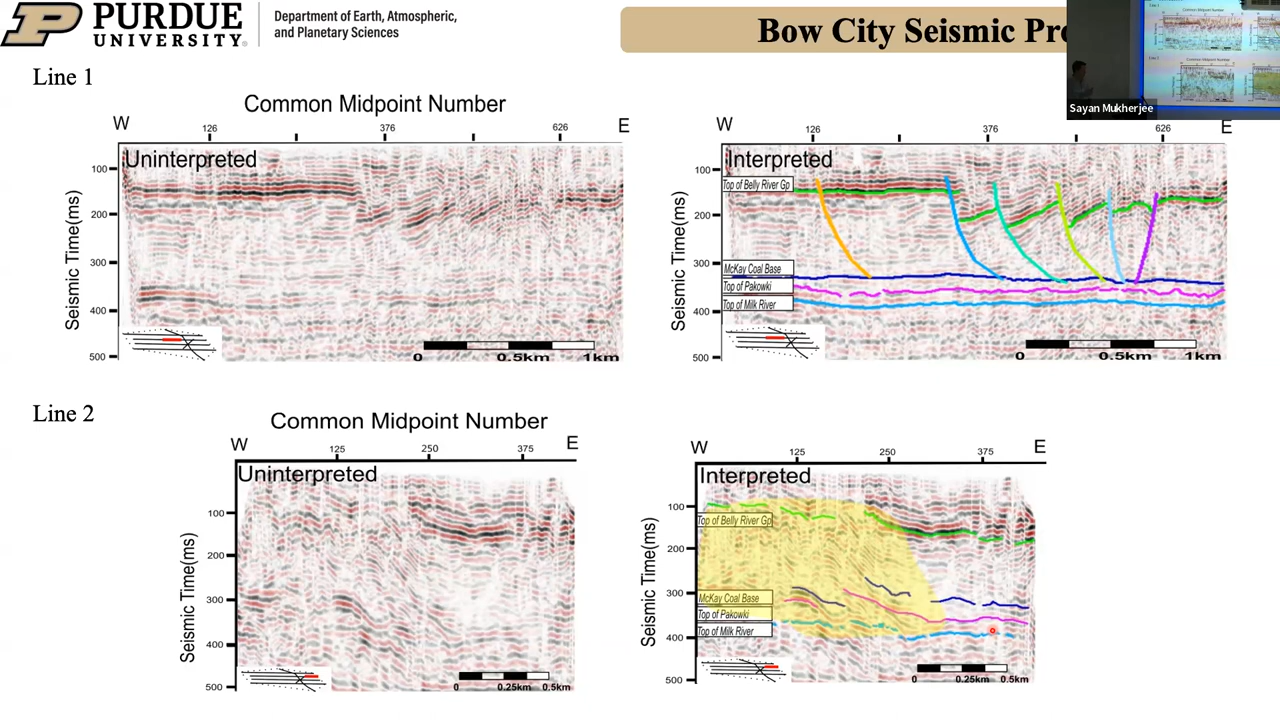 PURDUE
UNIVERSITY®
Department of Earth, Atmospheric,
and Planetary Sciences
Bow City Seismic Pro
Sayan Mukherjee
Line 1
Common Midpoint Number
W
126
376
626
E
Uninterpreted
Seismic Time(ms)
100
200
300
400
500
0
0.5km
1km
W
126
376
626
E
Interpreted
Seismic Time(ms)
100
200
300
400
500
Top of Belly River Gp
McKay Coal Base
Top of Pakowki
Top of Milk River
0
0.5km
1km
Line 2
Common Midpoint Number
W
125
250
375
E
Uninterpreted
Seismic Time(ms)
100
200
300
400
500
0
0.25km
0.5km
W
125
250
375
E
Interpreted
Seismic Time(ms)
100
200
300
400
500
Top of Belly River Gp
McKay Coal Base
Top of Pakowki
Top of Milk River
0
0.25km
0.5km